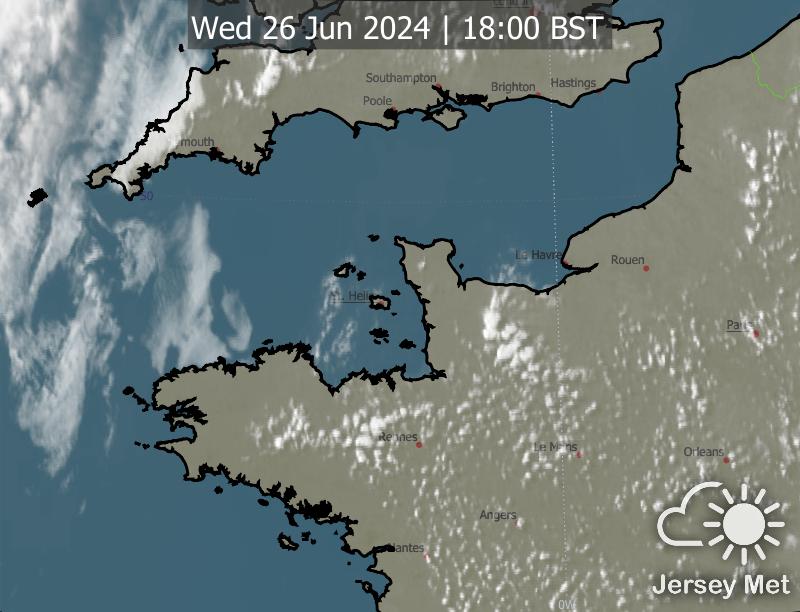 Wed 26 Jun 2024 | 18:00 BST
Southampton
Brighton
Hastings
Poole
mouth
50
Le Havre
Rouen
St. Helier
Paris
Rennes
Le Mans
Orleans
Angers
Nantes
0W
Jersey Met